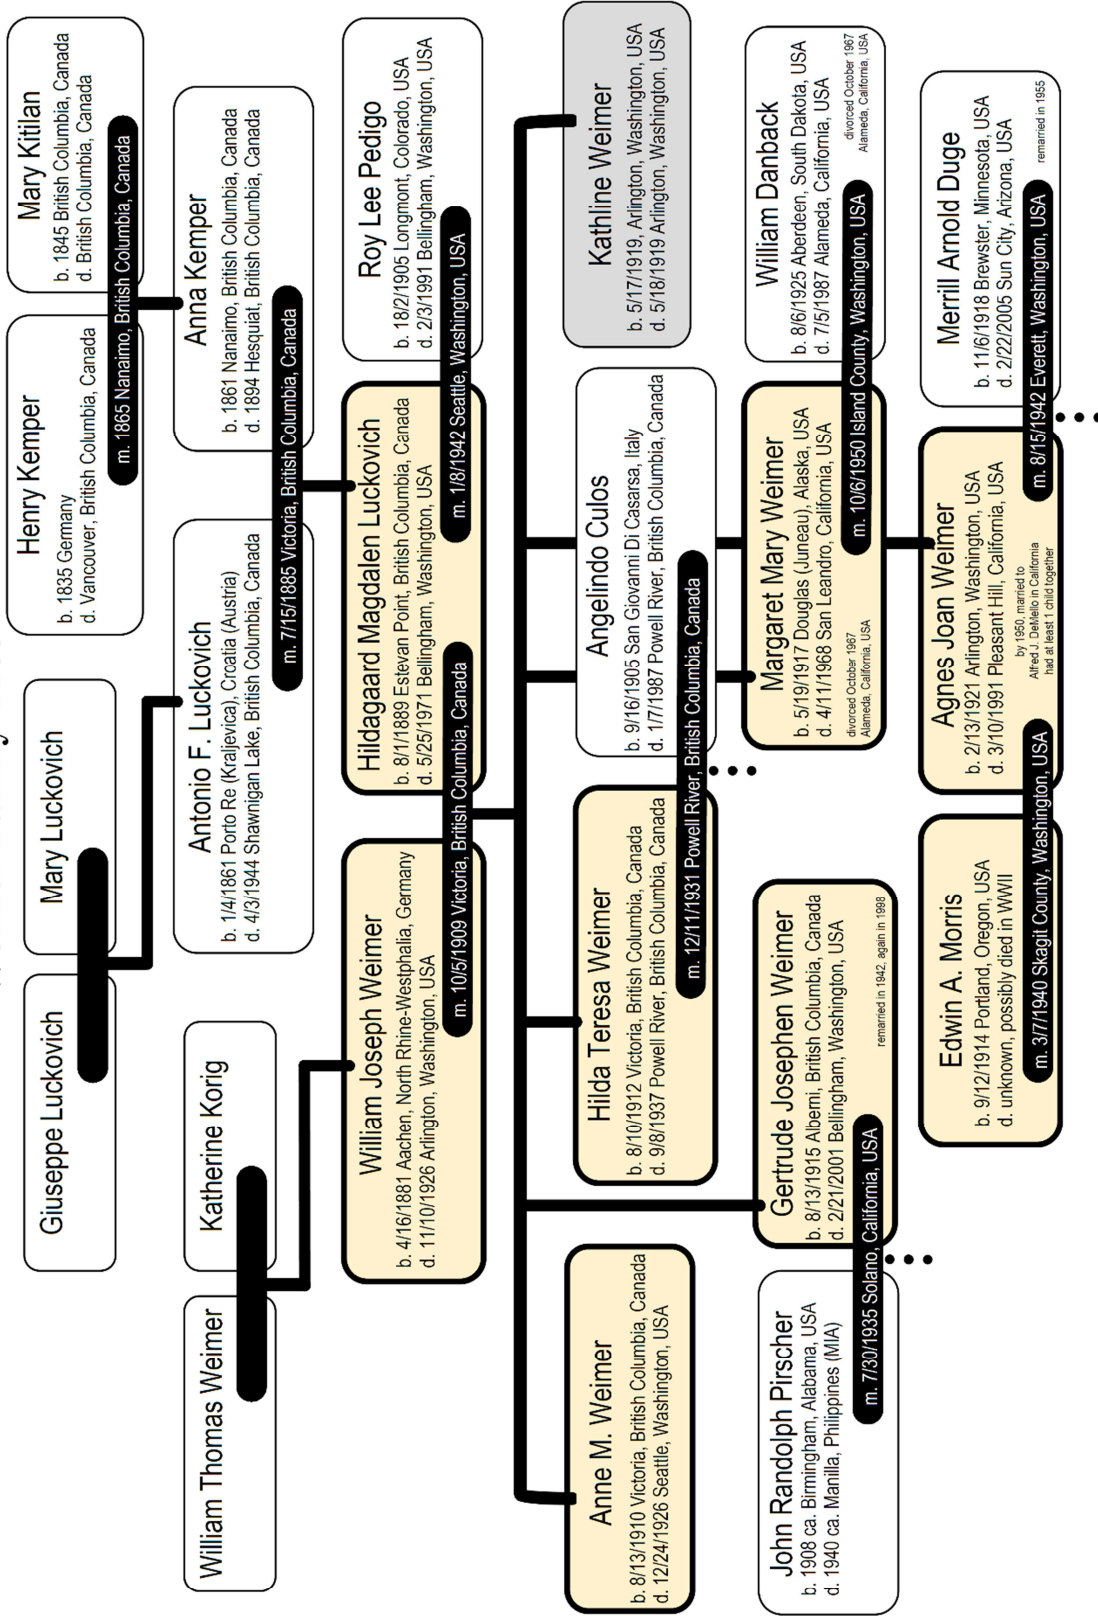 Giuseppe Luckovich
Mary Luckovich
Henry Kemper
b. 1835 Germany
d. Vancouver, British Columbia, Canada
Mary Kitilan
b. 1845 British Columbia, Canada
d. British Columbia, Canada
m. 1865 Nanaimo, British Columbia, Canada
William Thomas Weimer
Katherine Korig
Antonio F. Luckovich
b. 1/4/1861 Porto Re (Kraljevica), Croatia (Austria)
d. 4/3/1944 Shawnigan Lake, British Columbia, Canada
Anna Kemper
b. 1861 Nanaimo, British Columbia, Canada
d. 1894 Hesquiat, British Columbia, Canada
m. 7/15/1885 Victoria, British Columbia, Canada
William Joseph Weimer
b. 4/16/1881 Aachen, North Rhine-Westphalia, Germany
d. 11/10/1926 Arlington, Washington, USA
Hildagaard Magdalen Luckovich
b. 8/1/1889 Estevan Point, British Columbia, Canada
d. 5/25/1971 Bellingham, Washington, USA
Roy Lee Pedigo
b. 18/2/1905 Longmont, Colorado, USA
d. 2/3/1991 Bellingham, Washington, USA
m. 10/5/1909 Victoria, British Columbia, Canada
m. 1/8/1942 Seattle, Washington, USA
Anne M. Weimer
b. 8/13/1910 Victoria, British Columbia, Canada
d. 12/24/1926 Seattle, Washington, USA
Hilda Teresa Weimer
b. 8/10/1912 Victoria, British Columbia, Canada
d. 9/8/1937 Powell River, British Columbia, Canada
Angelindo Culos
b. 9/16/1905 San Giovanni Di Casarsa, Italy
d. 1/7/1987 Powell River, British Columbia, Canada
Kathline Weimer
b. 5/17/1919, Arlington, Washington, USA
d. 5/18/1919 Arlington, Washington, USA
m. 12/11/1931 Powell River, British Columbia, Canada
John Randolph Pirscher
b. 1908 ca. Birmingham, Alabama, USA
d. 1940 ca. Manilla, Philippines (MIA)
Gertrude Josephen Weimer
b. 8/13/1915 Alberni, British Columbia, Canada
d. 2/21/2001 Bellingham, Washington, USA
remarried in 1942, again in 1998
m. 7/30/1935 Solano, California, USA
Margaret Mary Weimer
b. 5/19/1917 Douglas (Juneau), Alaska, USA
d. 4/11/1968 San Leandro, California, USA
divorced October 1967
Alameda, California, USA
William Danback
b. 8/6/1925 Aberdeen, South Dakota, USA
d. 7/5/1987 Alameda, California, USA
divorced October 1967
Alameda, California, USA
m. 10/6/1950 Island County, Washington, USA
Edwin A. Morris
b. 9/12/1914 Portland, Oregon, USA
d. unknown, possibly died in WWII
Agnes Joan Weimer
b. 2/13/1921 Arlington, Washington, USA
d. 3/10/1991 Pleasant Hill, California, USA
by 1950, married to
Alfred J. DeMello in California
had at least 1 child together
Merrill Arnold Duge
b. 11/6/1918 Brewster, Minnesota, USA
d. 2/22/2005 Sun City, Arizona, USA
remarried in 1955
m. 3/7/1940 Skagit County, Washington, USA
m. 8/15/1942 Everett, Washington, USA